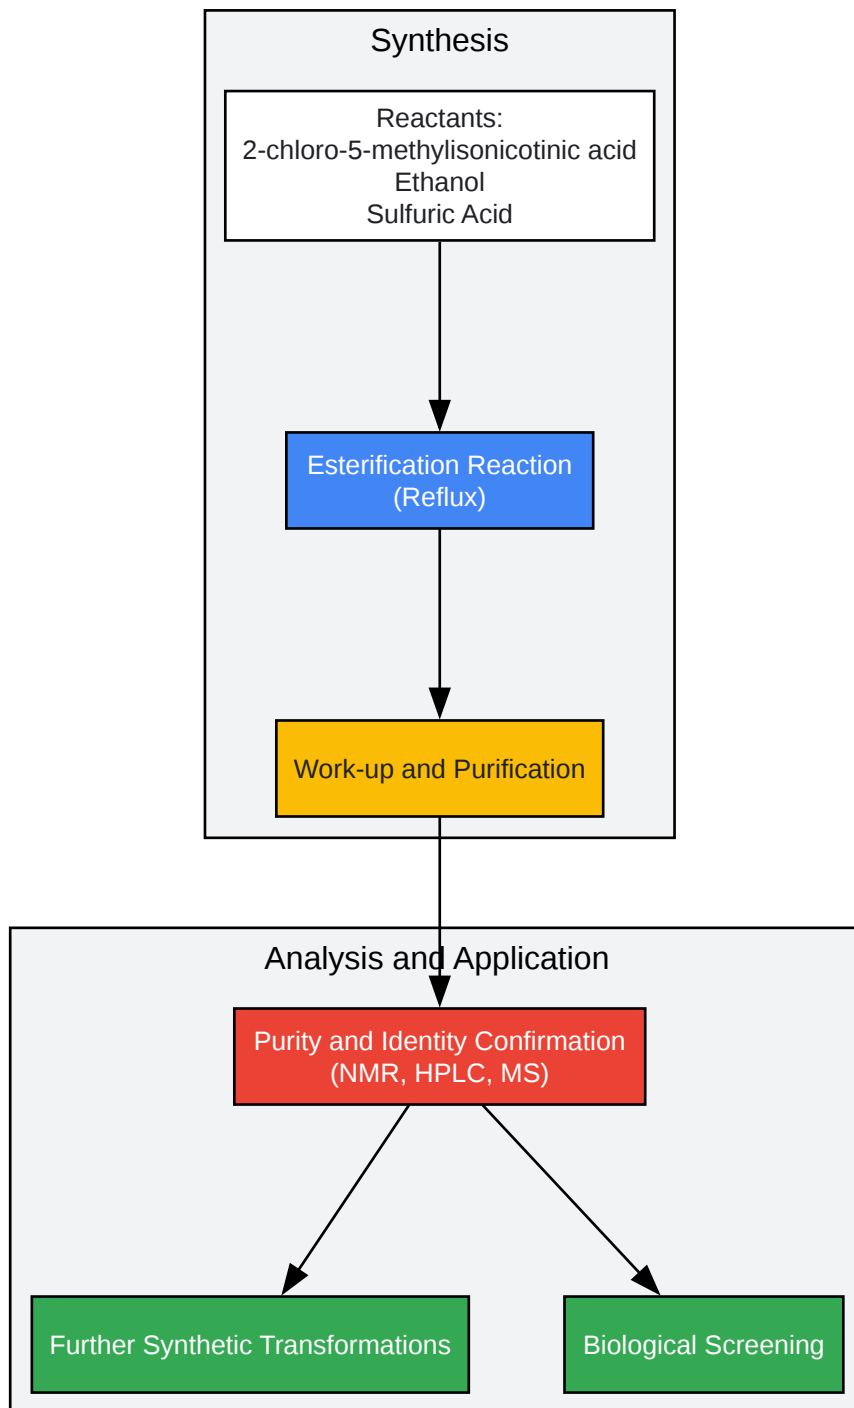 Synthesis
Reactants:
2-chloro-5-methylisonicotinic acid
Ethanol
Sulfuric Acid
Esterification Reaction
(Reflux)
Work-up and Purification
Analysis and Application
Purity and Identity Confirmation
(NMR, HPLC, MS)
Further Synthetic Transformations
Biological Screening